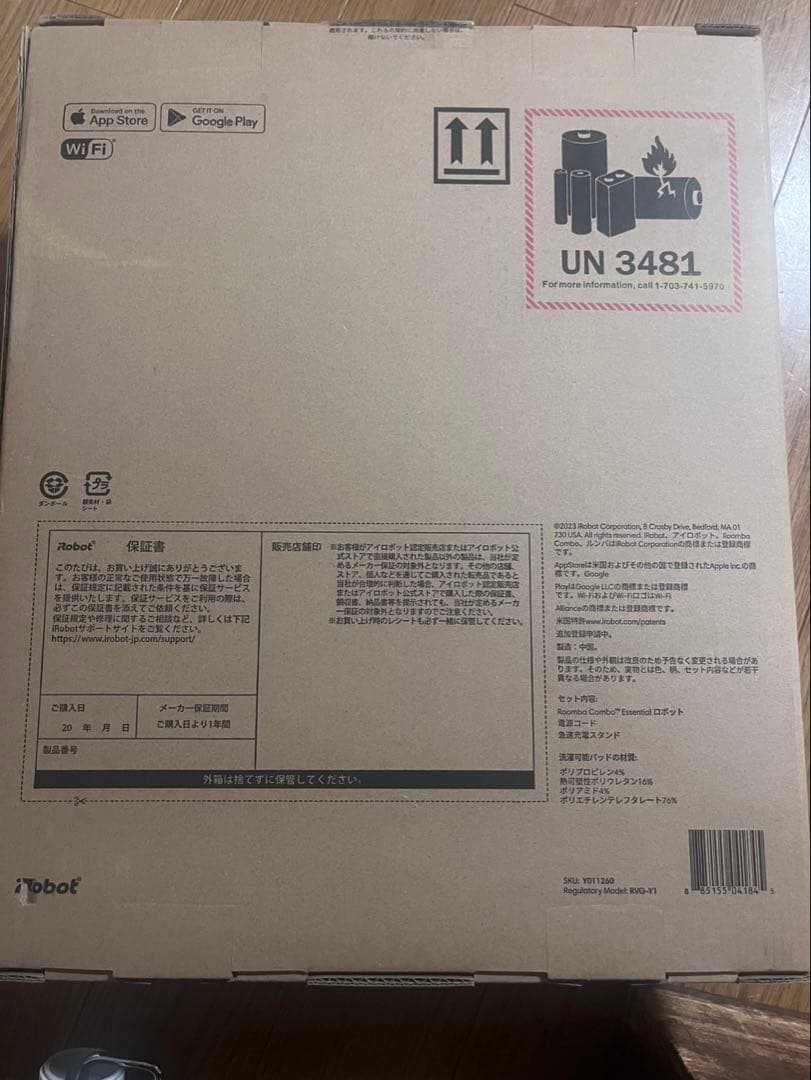 適用されます。これらの契約に同意しない場合は、
開けないでください。
Download on the
App Store
GET IT ON
Google Play
Wi Fi
UN 3481
For more information, call 1-703-741-5970
ダンボール
プラ
緩衝材・袋
シート
iRobot®
保証書
このたびは、お買い上げ誠にありがとうございま
す。お客様の正常なご使用状態で万一故障した場合
は、保証規定に記載された条件を基に保証サービス
を提供いたします。保証サービスをご利用の際は、
必ずこの保証書を添えてご依頼ください。
保証規定や修理に関するご相談など、詳しくは下記
iRobotサポートサイトをご覧ください。
https://www.irobot-jp.com/support/
ご購入日
20 年 月 日
メーカー保証期間
ご購入日より1年間
製品番号
販売店舗印
※お客様がアイロボット認定販売店またはアイロボット公
式ストアで直接購入された製品以外の製品は、当社が定
めるメーカー保証の対象外となります。その他の店舗、
ストア、個人などを通じてご購入された転売品であると
当社が合理的に判断した場合、アイロボット認定販売店
またはアイロボット公式ストアで購入した際の保証書、
領収書、納品書等を提示されても、当社が定めるメーカ
ー保証の対象外となりますのでご注意ください。
※お買い上げ時のレシートも必ず一緒に保管してください。
外箱は捨てずに保管してください。
©2023 iRobot Corporation, 8 Crosby Drive, Bedford, MA 01
730 USA. All rights reserved. iRobot、アイロボット、Roomba
Combo、ルンバはiRobot Corporationの商標または登録商標
です。
AppStoreは米国およびその他の国で登録されたApple Inc.の商
標です。Google
PlayはGoogle LLCの商標または登録商標
です。Wi-FiおよびWi-FiロゴはWi-Fi
Allianceの商標または登録商標です。
米国特許www.irobot.com/patents
追加登録申請中。
製造：中国。
製品の仕様や外観は改良のため予告なく変更される場合があ
ります。そのため、実物とは色、柄、セット内容などが若干
異なる場合があります。
セット内容:
Roomba Combo™ Essential ロボット
電源コード
急速充電スタンド
洗濯可能パッドの材質:
ポリプロピレン4%
熱可塑性ポリウレタン16%
ポリアミド4%
ポリエチレンテレフタレート76%
iRobot®
SKU: Y011260
Regulatory Model: RVG-Y1
8 85155 04184 5